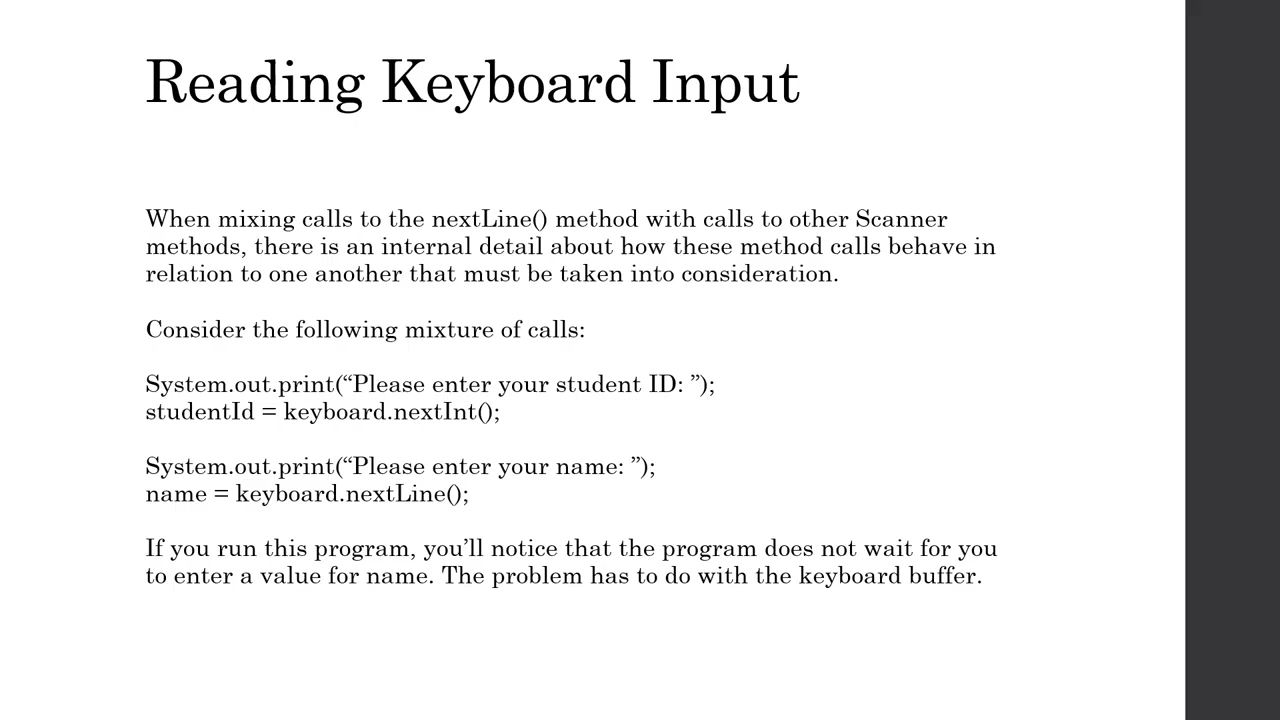 Reading Keyboard Input
When mixing calls to the nextLine() method with calls to other Scanner
methods, there is an internal detail about how these method calls behave in
relation to one another that must be taken into consideration.
Consider the following mixture of calls:
System.out.print(“Please enter your student ID: ”);
studentId = keyboard.nextInt();
System.out.print(“Please enter your name: ”);
name = keyboard.nextLine();
If you run this program, you’ll notice that the program does not wait for you
to enter a value for name. The problem has to do with the keyboard buffer.